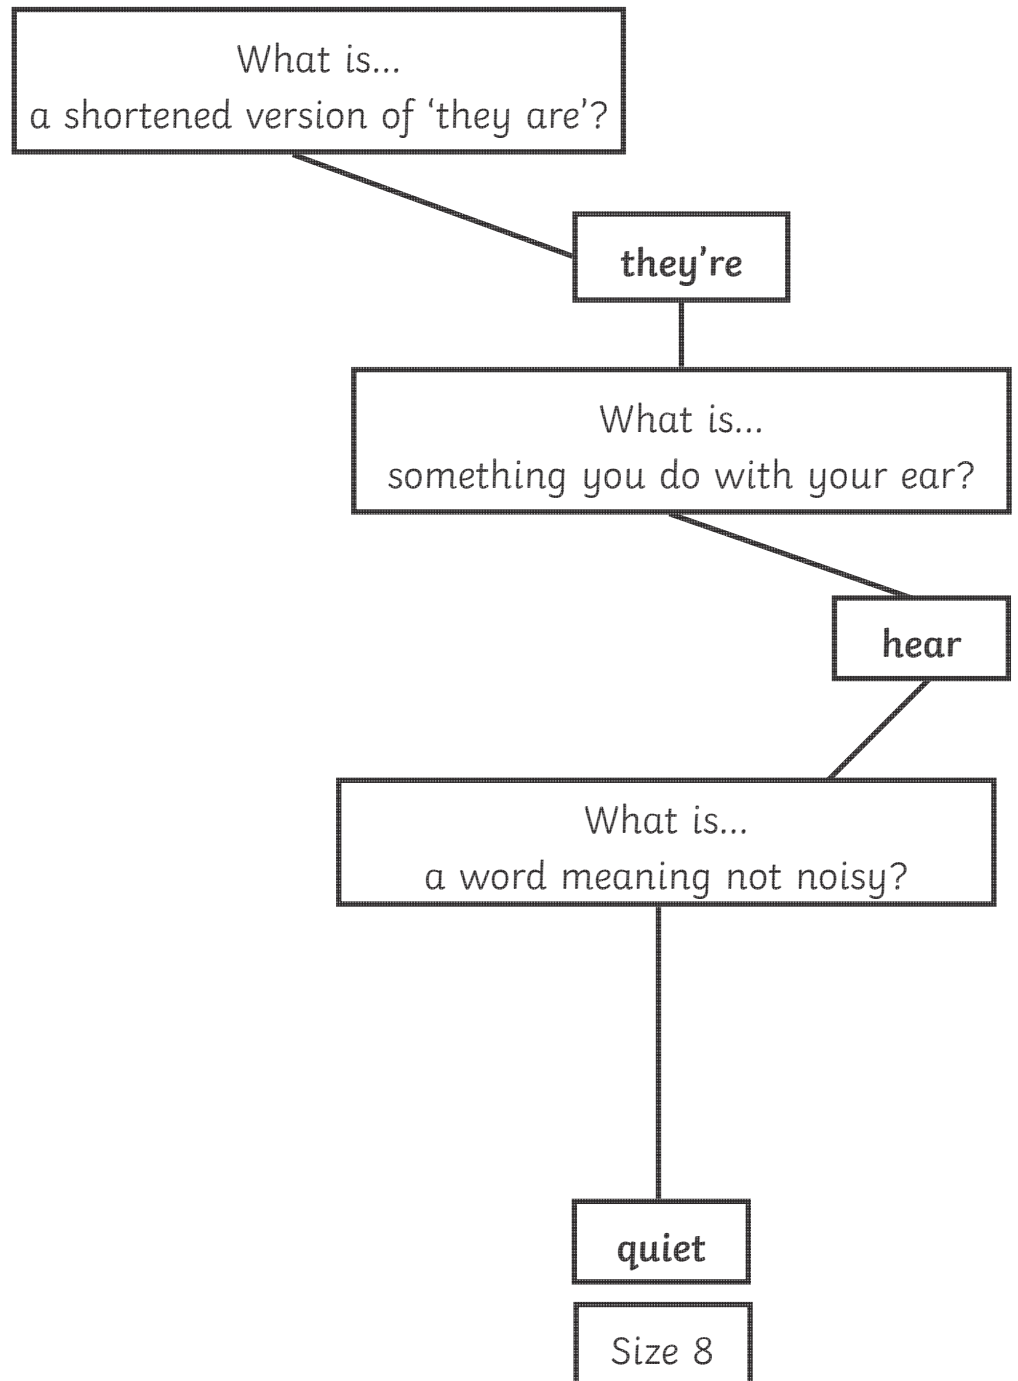 What is...
a shortened version of ‘they are’?
they’re
What is...
something you do with your ear?
hear
What is...
a word meaning not noisy?
quiet
Size 8